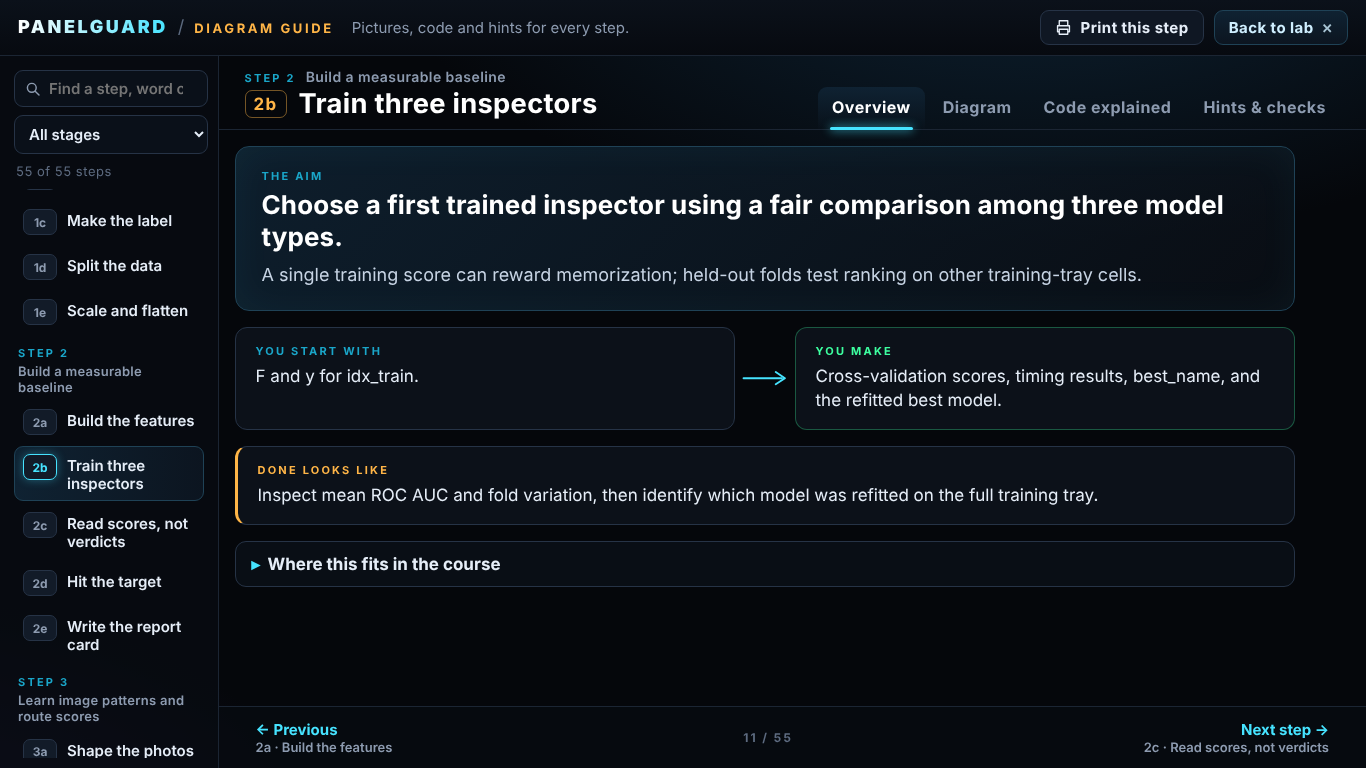 PANELGUARD / DIAGRAM GUIDE Pictures, code and hints for every step.
Print this step
Back to lab ×
Find a step, word c
All stages
55 of 55 steps
1c Make the label
1d Split the data
1e Scale and flatten
STEP 2
Build a measurable
baseline
2a Build the features
2b Train three
inspectors
2c Read scores, not
verdicts
2d Hit the target
2e Write the report
card
STEP 3
Learn image patterns and
route scores
3a Shape the photos
STEP 2 Build a measurable baseline
2b Train three inspectors
Overview
Diagram
Code explained
Hints & checks
THE AIM
Choose a first trained inspector using a fair comparison among three model
types.
A single training score can reward memorization; held-out folds test ranking on other training-tray cells.
YOU START WITH
F and y for idx_train.
YOU MAKE
Cross-validation scores, timing results, best_name, and
the refitted best model.
DONE LOOKS LIKE
Inspect mean ROC AUC and fold variation, then identify which model was refitted on the full training tray.
▸ Where this fits in the course
← Previous
2a · Build the features
11 / 55
Next step →
2c · Read scores, not verdicts